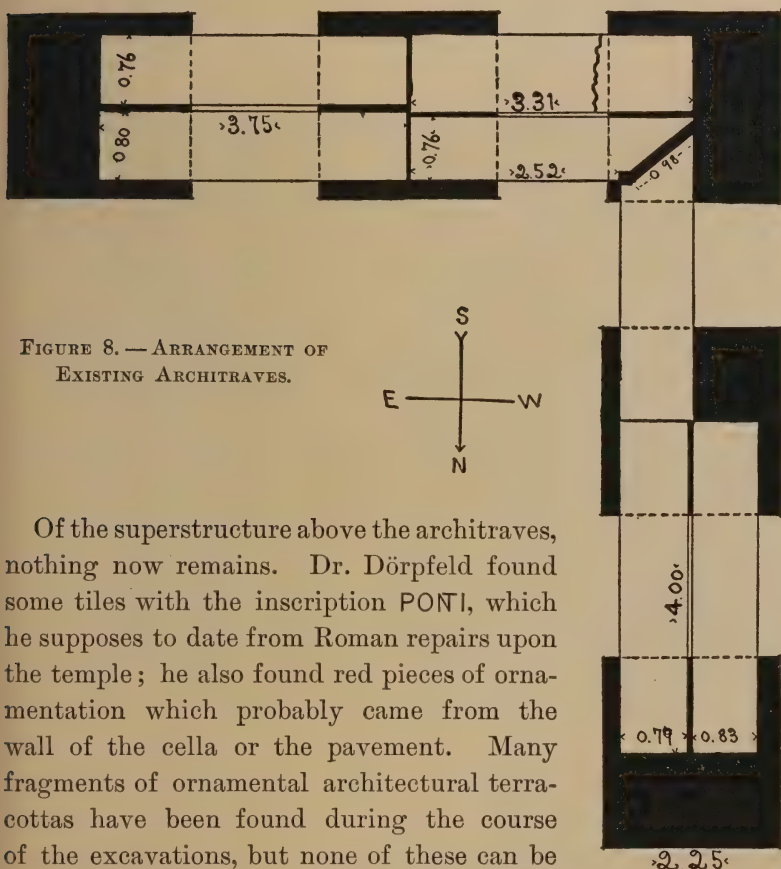 0.76
0.80
›3.75‹
›3.31‹
0.76
›2.52‹
0.98
FIGURE 8. — ARRANGEMENT OF
EXISTING ARCHITRAVES.
S
E W
N
Of the superstructure above the architraves,
nothing now remains. Dr. Dörpfeld found
some tiles with the inscription PONTI, which
he supposes to date from Roman repairs upon
the temple; he also found red pieces of orna-
mentation which probably came from the
wall of the cella or the pavement. Many
fragments of ornamental architectural terra-
cottas have been found during the course
of the excavations, but none of these can be
›4.00‹
0.79 0.83
›2.25‹